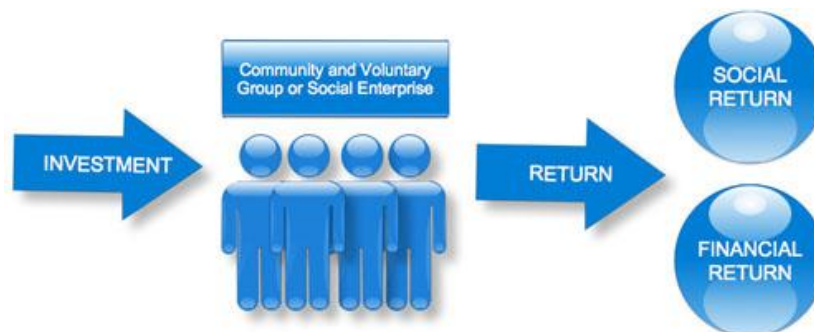 Community and Voluntary
Group or Social Enterprise
INVESTMENT
RETURN
SOCIAL
RETURN
FINANCIAL
RETURN